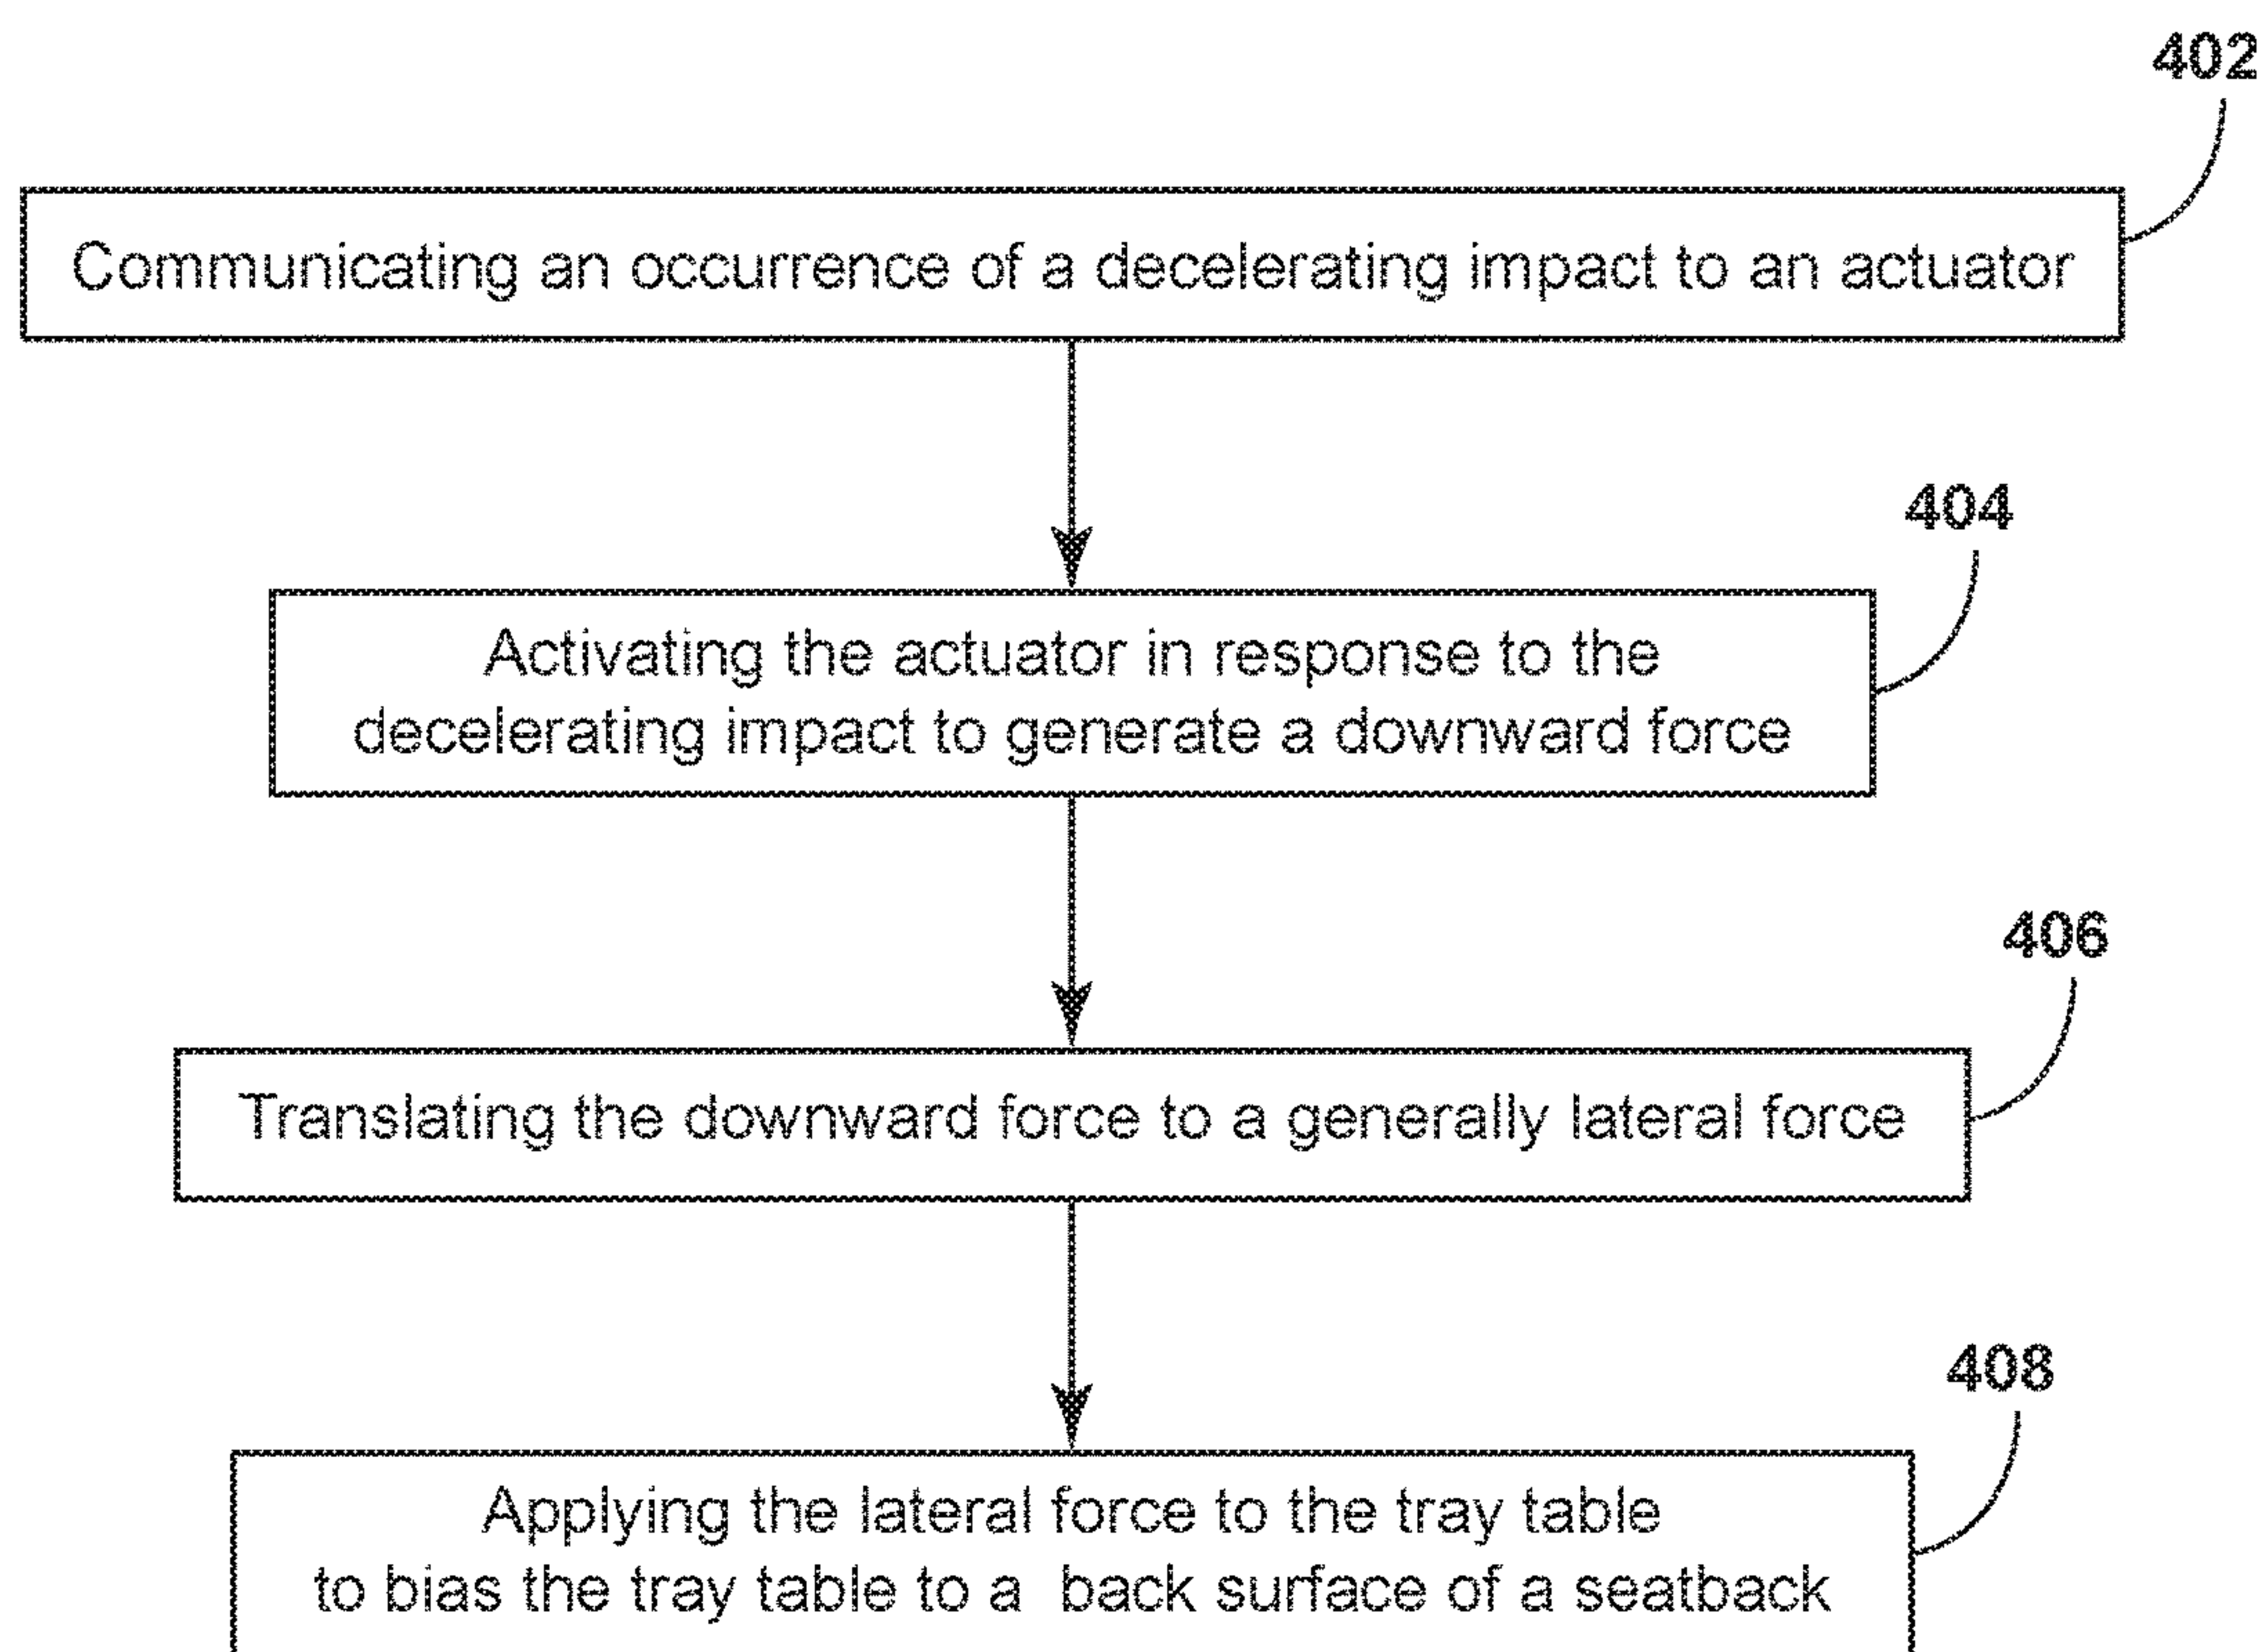 402
Communicating an occurrence of a decelerating impact to an actuator
404
Activating the actuator in response to the
decelerating impact to generate a downward force
406
Translating the downward force to a generally lateral force
408
Applying the lateral force to the tray table
to bias the tray table to a back surface of a seatback